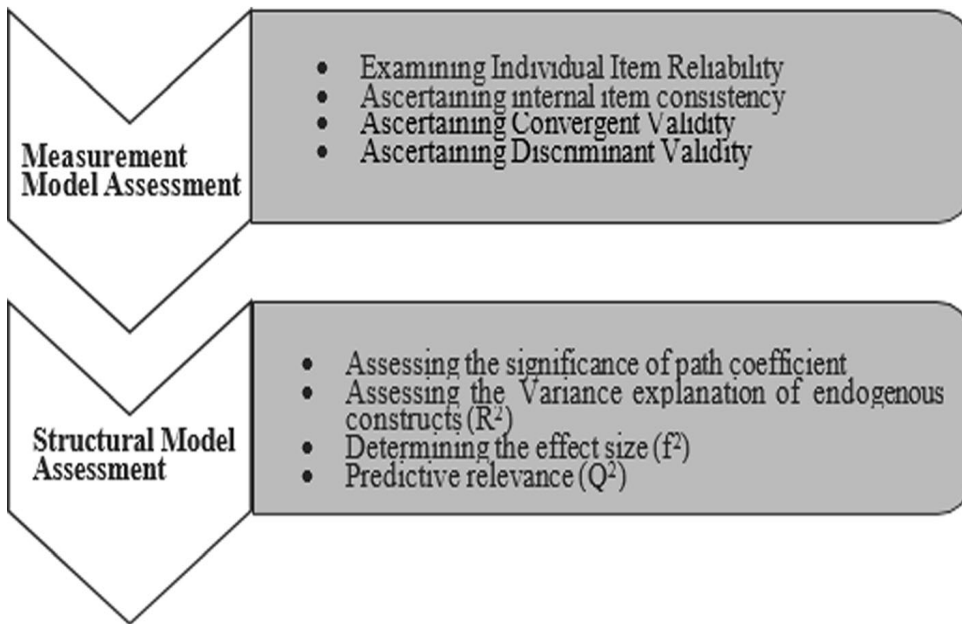 Measurement
Model Assessment
• Examining Individual Item Reliability
• Ascertaining internal item consistency
• Ascertaining Convergent Validity
• Ascertaining Discriminant Validity
Structural Model
Assessment
• Assessing the significance of path coefficient
• Assessing the Variance explanation of endogenous
constructs (R²)
• Determining the effect size (f²)
• Predictive relevance (Q²)